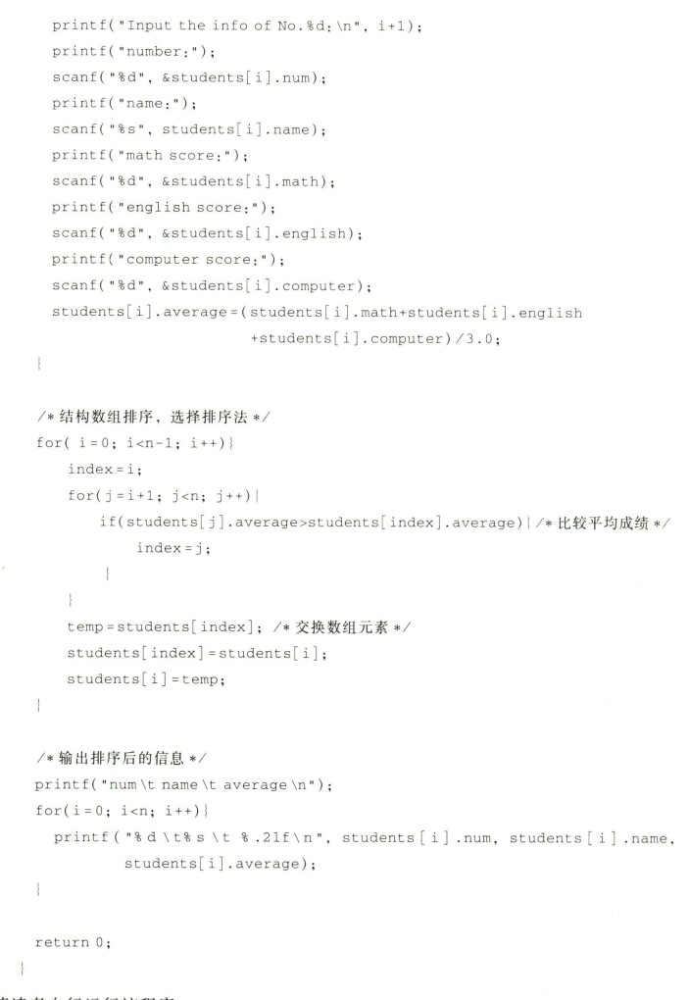 printf("Input the info of No.%d:\n", i+1);
printf("number:");
scanf("%d", &students[i].num);
printf("name:");
scanf("%s", students[i].name);
printf("math score:");
scanf("%d", &students[i].math);
printf("english score:");
scanf("%d", &students[i].english);
printf("computer score:");
scanf("%d", &students[i].computer);
students[i].average=(students[i].math+students[i].english
+students[i].computer)/3.0;
}
/* 结构数组排序，选择排序法 */
for( i=0; i<n-1; i++){
index=i;
for(j=i+1; j<n; j++){
if(students[j].average>students[index].average){/* 比较平均成绩 */
index=j;
}
}
temp=students[index]; /* 交换数组元素 */
students[index]=students[i];
students[i]=temp;
}
/* 输出排序后的信息 */
printf("num\t name\t average\n");
for(i=0; i<n; i++){
printf("%d\t%s\t %.2lf\n", students[i].num, students[i].name,
students[i].average);
}
return 0;
}